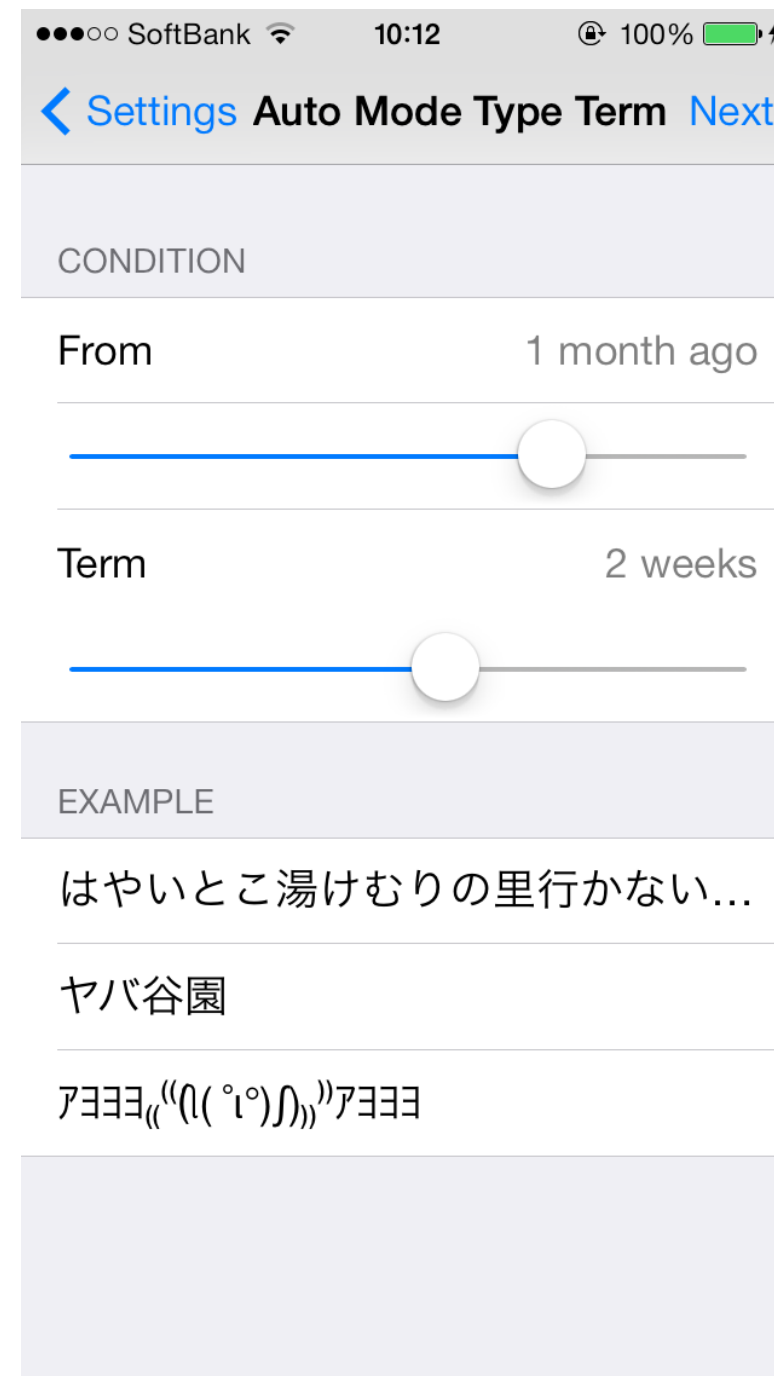 ●●●○○ SoftBank 10:12 100%
Settings Auto Mode Type Term Next
CONDITION
From 1 month ago
Term 2 weeks
EXAMPLE
はやいとこ湯けむりの里行かない…
ヤバ谷園
ｱﾖﾖﾖ₍₍⁽⁽(ી( ﾟιº)ʃ)₎₎⁾⁾ｱﾖﾖﾖ